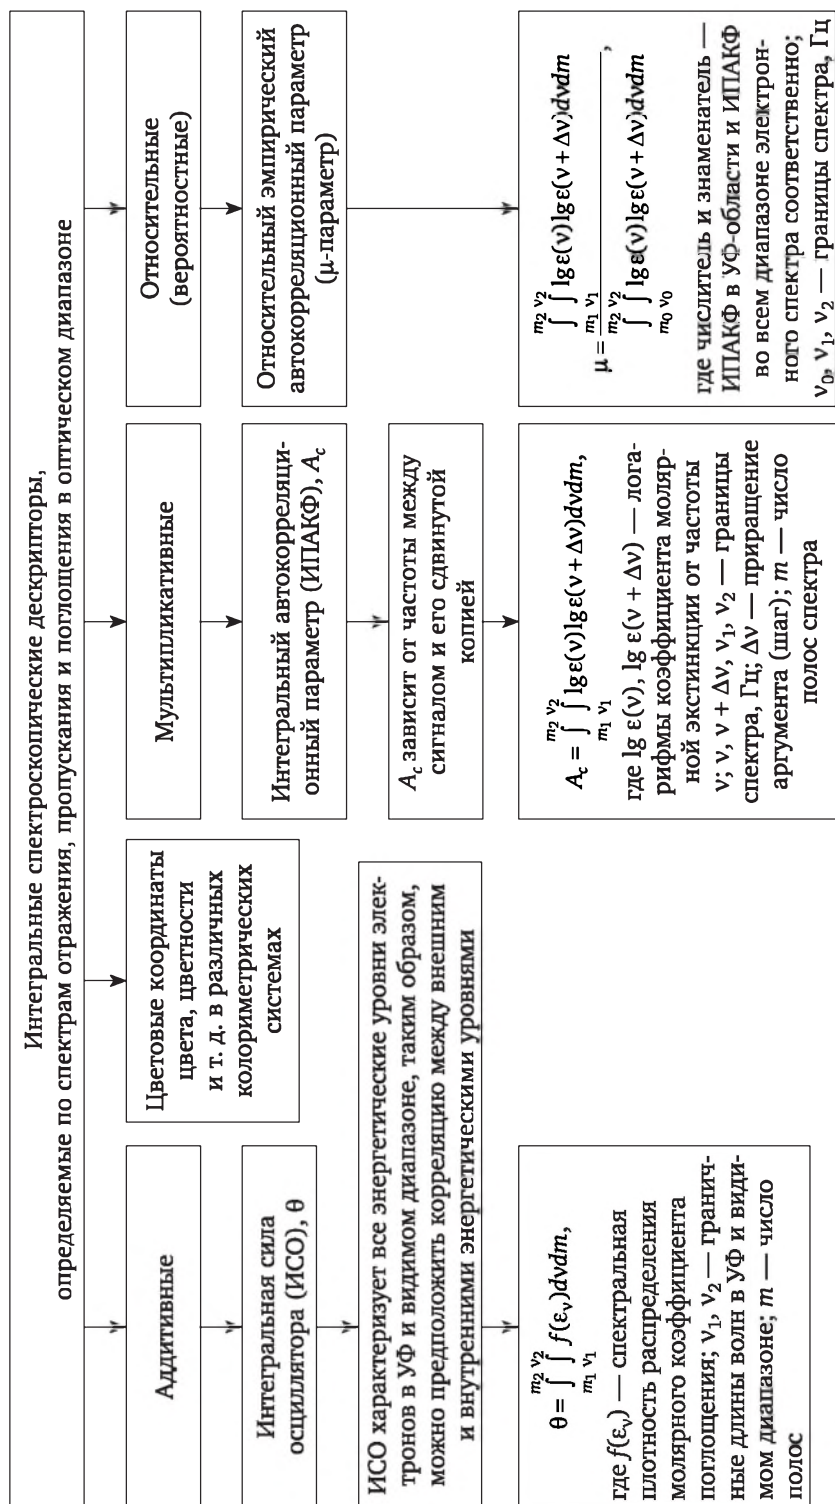 Интегральные спектроскопические дескрипторы,
определяемые по спектрам отражения, пропускания и поглощения в оптическом диапазоне
Аддитивные
Интегральная сила
осциллятора (ИСО), θ
ИСО характеризует все энергетические уровни элек-
тронов в УФ и видимом диапазоне, таким образом,
можно предположить корреляцию между внешним
и внутренними энергетическими уровнями
θ = ∫_{m₁}^{m₂} ∫_{ν₁}^{ν₂} f(ε_ν)dνdm,
где f(ε_ν) — спектральная
плотность распределения
молярного коэффициента
поглощения; ν₁, ν₂ — гранич-
ные длины волн в УФ и види-
мом диапазоне; m — число
полос
Цветовые координаты
цвета, цветности
и т. д. в различных
колориметрических
системах
Мультипликативные
Интегральный автокорреляци-
онный параметр (ИПАКФ), A_c
A_c зависит от частоты между
сигналом и его сдвинутой
копией
A_c = ∫_{m₁}^{m₂} ∫_{ν₁}^{ν₂} lg ε(ν) lg ε(ν + Δν)dνdm,
где lg ε(ν), lg ε(ν + Δν) — лога-
рифмы коэффициента моляр-
ной экстинкции от частоты
ν; ν, ν + Δν, ν₁, ν₂ — границы
спектра, Гц; Δν — приращение
аргумента (шаг); m — число
полос спектра
Относительные
(вероятностные)
Относительный эмпирический
автокорреляционный параметр
(μ-параметр)
μ = (∫_{m₁}^{m₂} ∫_{ν₁}^{ν₂} lg ε(ν) lg ε(ν + Δν)dνdm) / (∫_{m₀}^{m₂} ∫_{ν₀}^{ν₂} lg ε(ν) lg ε(ν + Δν)dνdm),
где числитель и знаменатель —
ИПАКФ в УФ-области и ИПАКФ
во всем диапазоне электрон-
ного спектра соответственно;
ν₀, ν₁, ν₂ — границы спектра, Гц